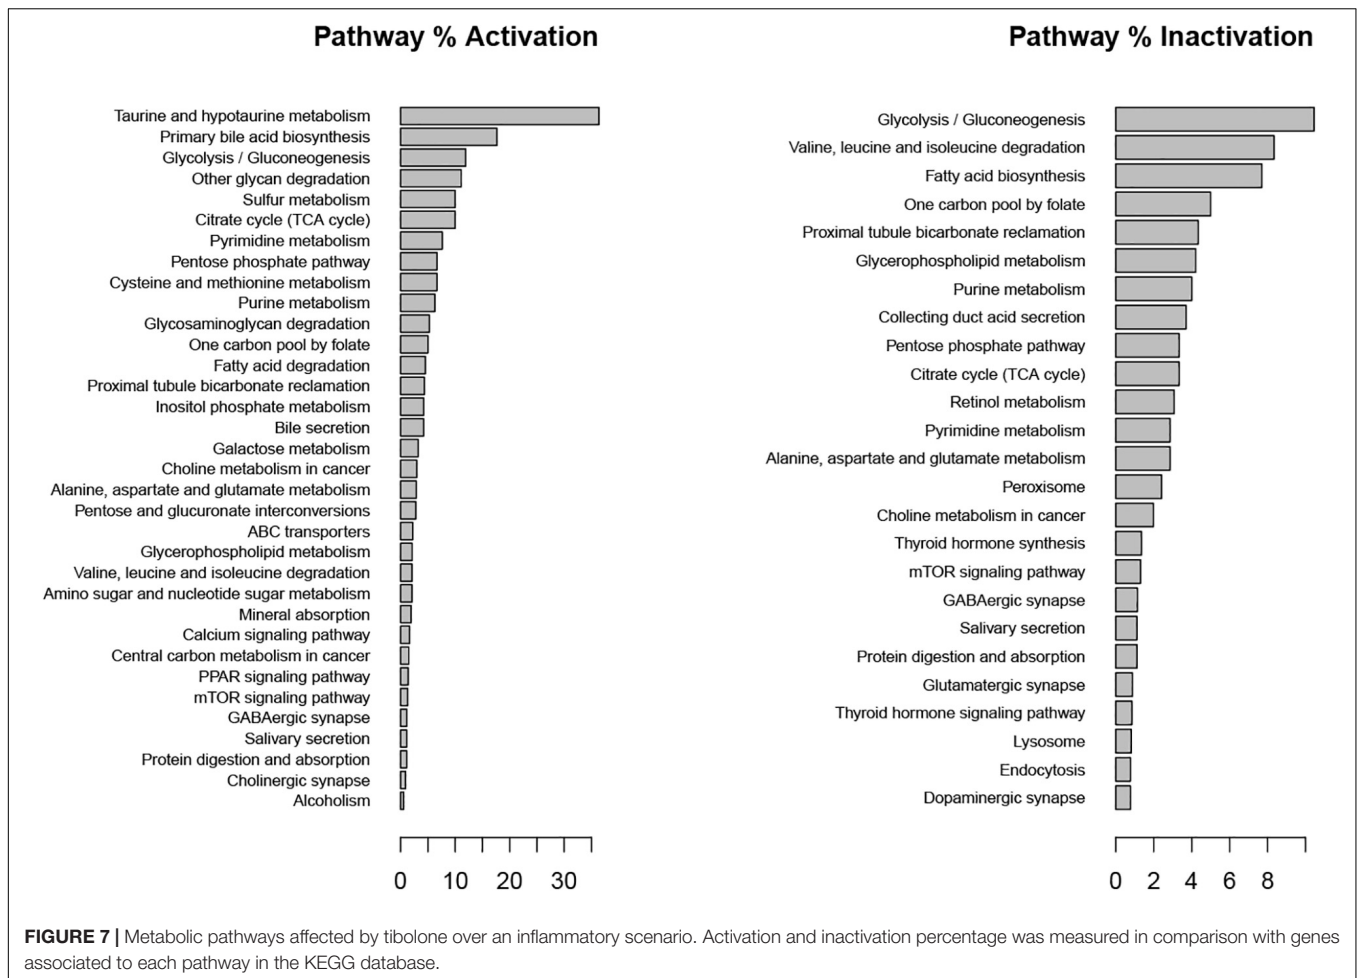 Pathway % Activation
Taurine and hypotaurine metabolism
Primary bile acid biosynthesis
Glycolysis / Gluconeogenesis
Other glycan degradation
Sulfur metabolism
Citrate cycle (TCA cycle)
Pyrimidine metabolism
Pentose phosphate pathway
Cysteine and methionine metabolism
Purine metabolism
Glycosaminoglycan degradation
One carbon pool by folate
Fatty acid degradation
Proximal tubule bicarbonate reclamation
Inositol phosphate metabolism
Bile secretion
Galactose metabolism
Choline metabolism in cancer
Alanine, aspartate and glutamate metabolism
Pentose and glucuronate interconversions
ABC transporters
Glycerophospholipid metabolism
Valine, leucine and isoleucine degradation
Amino sugar and nucleotide sugar metabolism
Mineral absorption
Calcium signaling pathway
Central carbon metabolism in cancer
PPAR signaling pathway
mTOR signaling pathway
GABAergic synapse
Salivary secretion
Protein digestion and absorption
Cholinergic synapse
Alcoholism
0 10 20 30
Pathway % Inactivation
Glycolysis / Gluconeogenesis
Valine, leucine and isoleucine degradation
Fatty acid biosynthesis
One carbon pool by folate
Proximal tubule bicarbonate reclamation
Glycerophospholipid metabolism
Purine metabolism
Collecting duct acid secretion
Pentose phosphate pathway
Citrate cycle (TCA cycle)
Retinol metabolism
Pyrimidine metabolism
Alanine, aspartate and glutamate metabolism
Peroxisome
Choline metabolism in cancer
Thyroid hormone synthesis
mTOR signaling pathway
GABAergic synapse
Salivary secretion
Protein digestion and absorption
Glutamatergic synapse
Thyroid hormone signaling pathway
Lysosome
Endocytosis
Dopaminergic synapse
0 2 4 6 8
FIGURE 7 | Metabolic pathways affected by tibolone over an inflammatory scenario. Activation and inactivation percentage was measured in comparison with genes
associated to each pathway in the KEGG database.